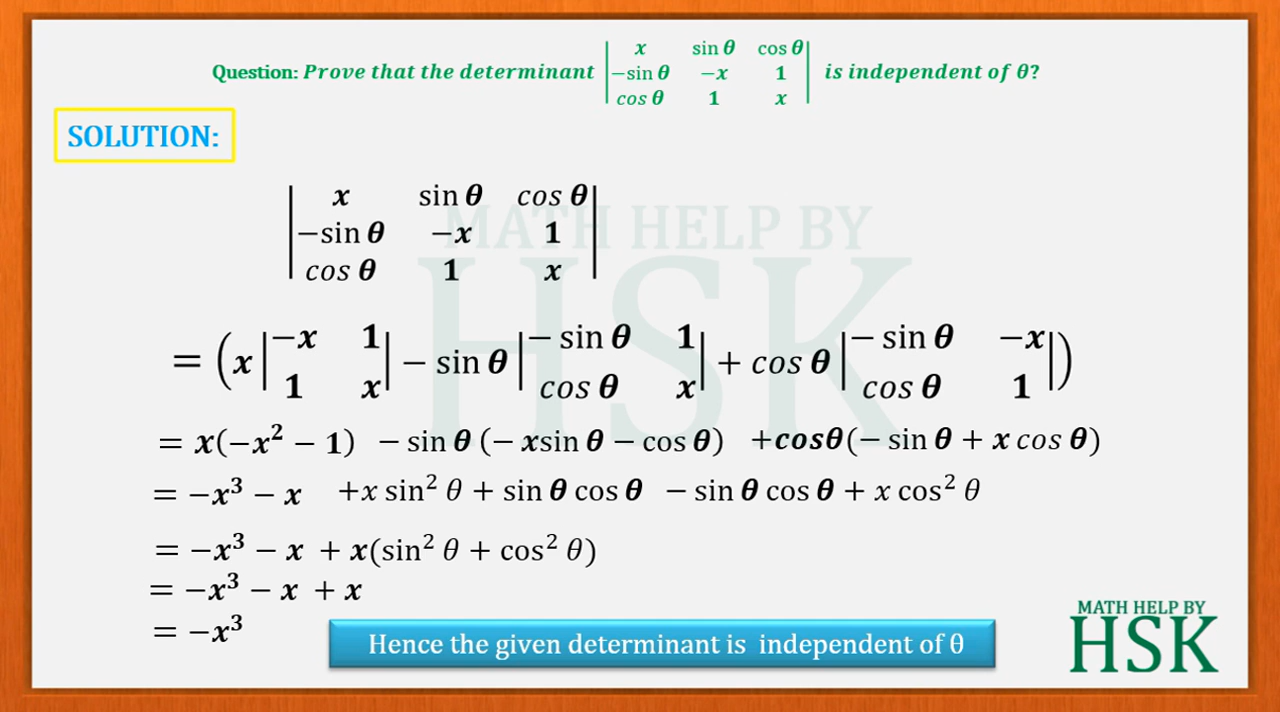 Question: Prove that the determinant | x sin θ cos θ | is independent of θ?
|−sin θ −x 1|
|cos θ 1 x|
SOLUTION:
| x sin θ cos θ |
|−sin θ −x 1|
|cos θ 1 x|
MATH HELP BY
HSK
= (x |−x 1| − sin θ |− sin θ 1| + cos θ |− sin θ −x|)
|1 x| |cos θ x| |cos θ 1|
= x(−x² − 1) − sin θ (− xsin θ − cos θ) +cosθ(− sin θ + x cos θ)
= −x³ − x +x sin² θ + sin θ cos θ − sin θ cos θ + x cos² θ
= −x³ − x + x(sin² θ + cos² θ)
= −x³ − x + x
= −x³
Hence the given determinant is independent of θ
MATH HELP BY
HSK